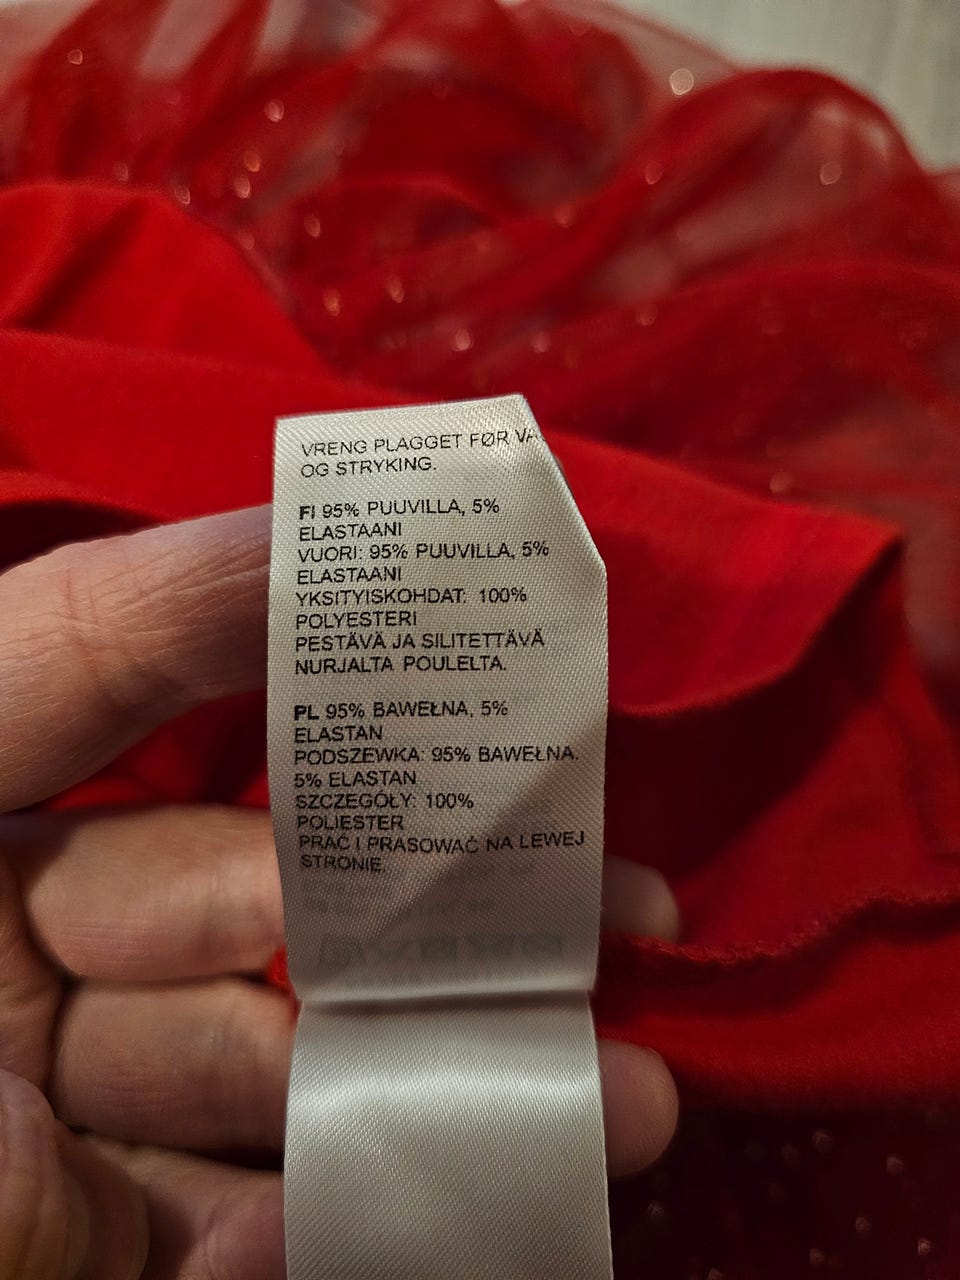 VRENG PLAGGET FØR
OG STRYKING.
FI 95% PUUVILLA, 5%
ELASTAANI
VUORI: 95% PUUVILLA, 5%
ELASTAANI
YKSITYISKOHDAT: 100%
POLYESTERI
PESTÄVÄ JA SILITETTÄVÄ
NURJALTA POULELTA.
PL 95% BAWEŁNA, 5%
ELASTAN
PODSZEWKA: 95% BAWEŁNA.
5% ELASTAN
SZCZEGÓŁY: 100%
POLIESTER
PRAĆ I PRASOWAĆ NA LEWEJ
STRONIE.